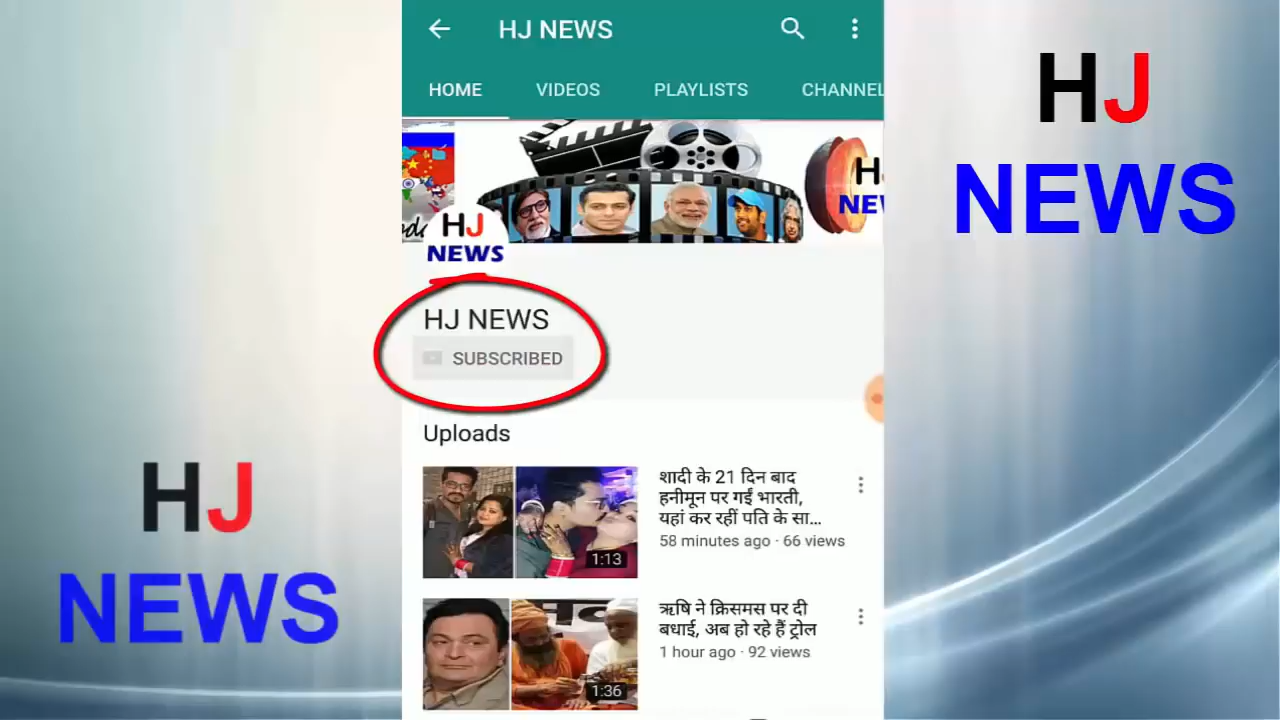 HJ NEWS
HOME VIDEOS PLAYLISTS CHANNEL
HJ
NEWS
HJ
NEWS
HJ NEWS
SUBSCRIBED
Uploads
शादी के 21 दिन बाद
हनीमून पर गईं भारती,
यहां कर रहीं पति के सा...
58 minutes ago · 66 views
1:13
ऋषि ने क्रिसमस पर दी
बधाई, अब हो रहे हैं ट्रोल
1 hour ago · 92 views
1:36
HJ
NEWS